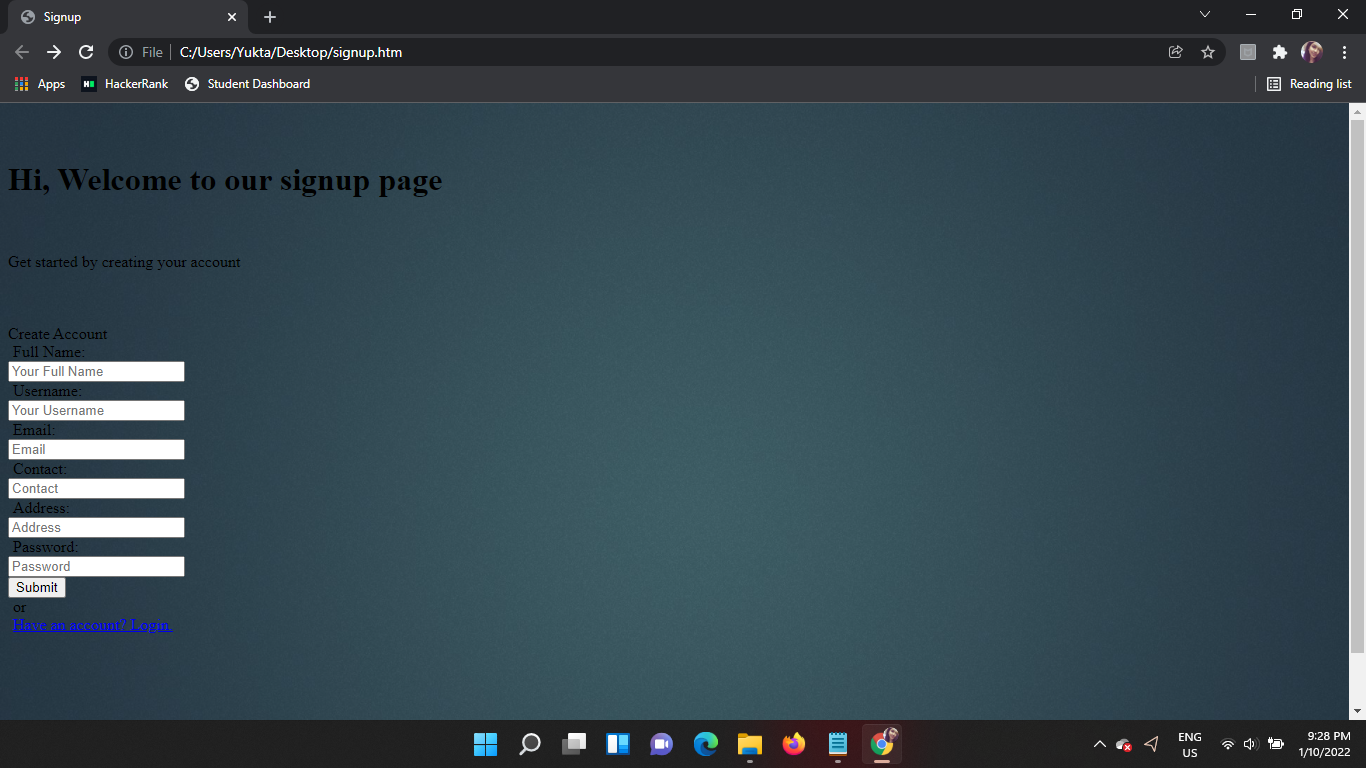 Signup
File C:/Users/Yukta/Desktop/signup.htm
Apps HackerRank Student Dashboard Reading list
Hi, Welcome to our signup page
Get started by creating your account
Create Account
Full Name:
Your Full Name
Username:
Your Username
Email:
Email
Contact:
Contact
Address:
Address
Password:
Password
Submit
or
Have an account? Login
ENG
US
9:28 PM
1/10/2022